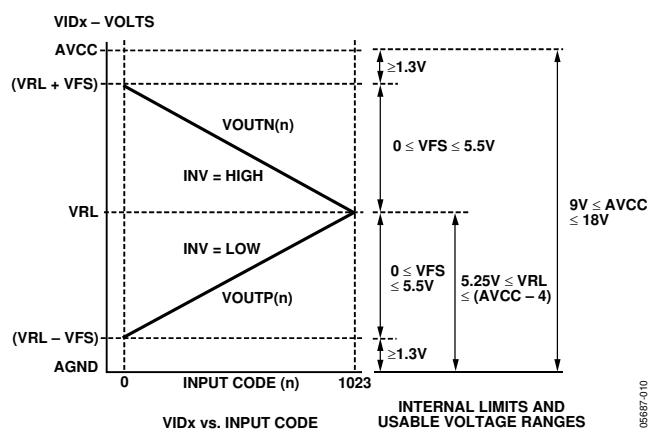 VIDx – VOLTS
AVCC
≥1.3V
(VRL + VFS)
VOUTN(n)
0 ≤ VFS ≤ 5.5V
INV = HIGH
9V ≤ AVCC
≤ 18V
VRL
INV = LOW
0 ≤ VFS
≤ 5.5V
5.25V ≤ VRL
≤ (AVCC – 4)
VOUTP(n)
(VRL – VFS)
≥1.3V
AGND
0
INPUT CODE (n)
1023
VIDx vs. INPUT CODE
INTERNAL LIMITS AND
USABLE VOLTAGE RANGES
05687-010